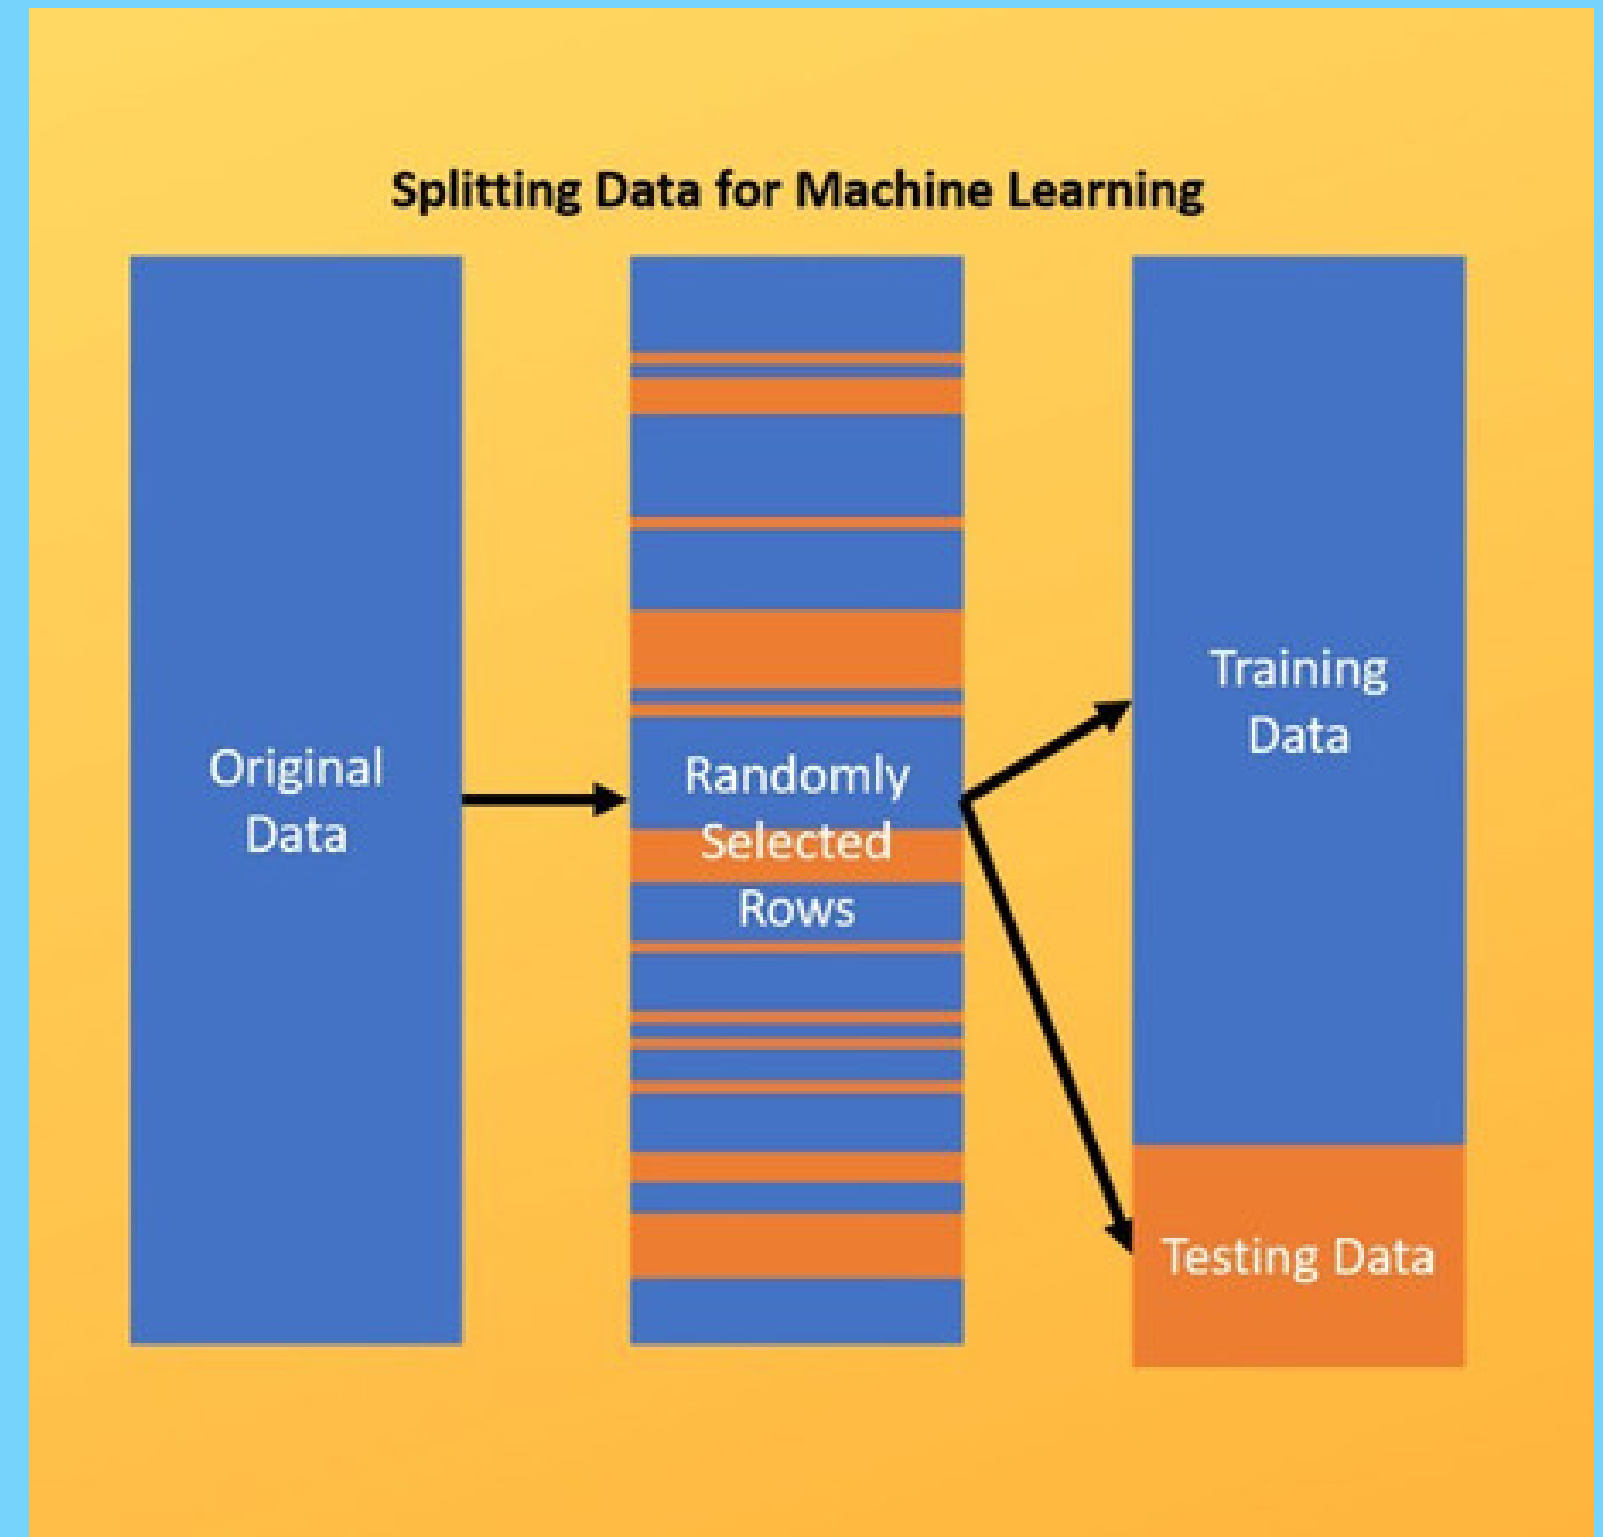 Splitting Data for Machine Learning
Original
Data
Randomly
Selected
Rows
Training
Data
Testing Data